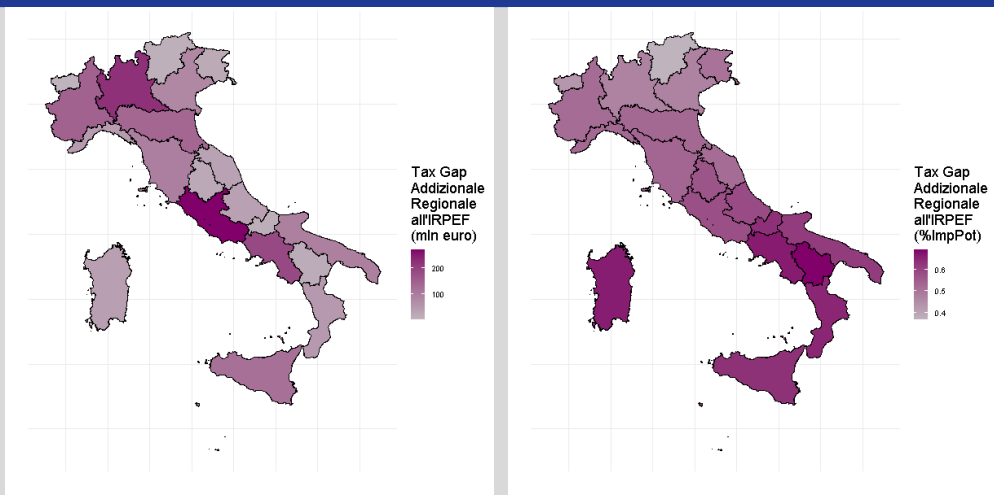 Tax Gap
Addizionale
Regionale
all'IRPEF
(mln euro)
200
100
Tax Gap
Addizionale
Regionale
all'IRPEF
(%ImpPot)
0.6
0.5
0.4